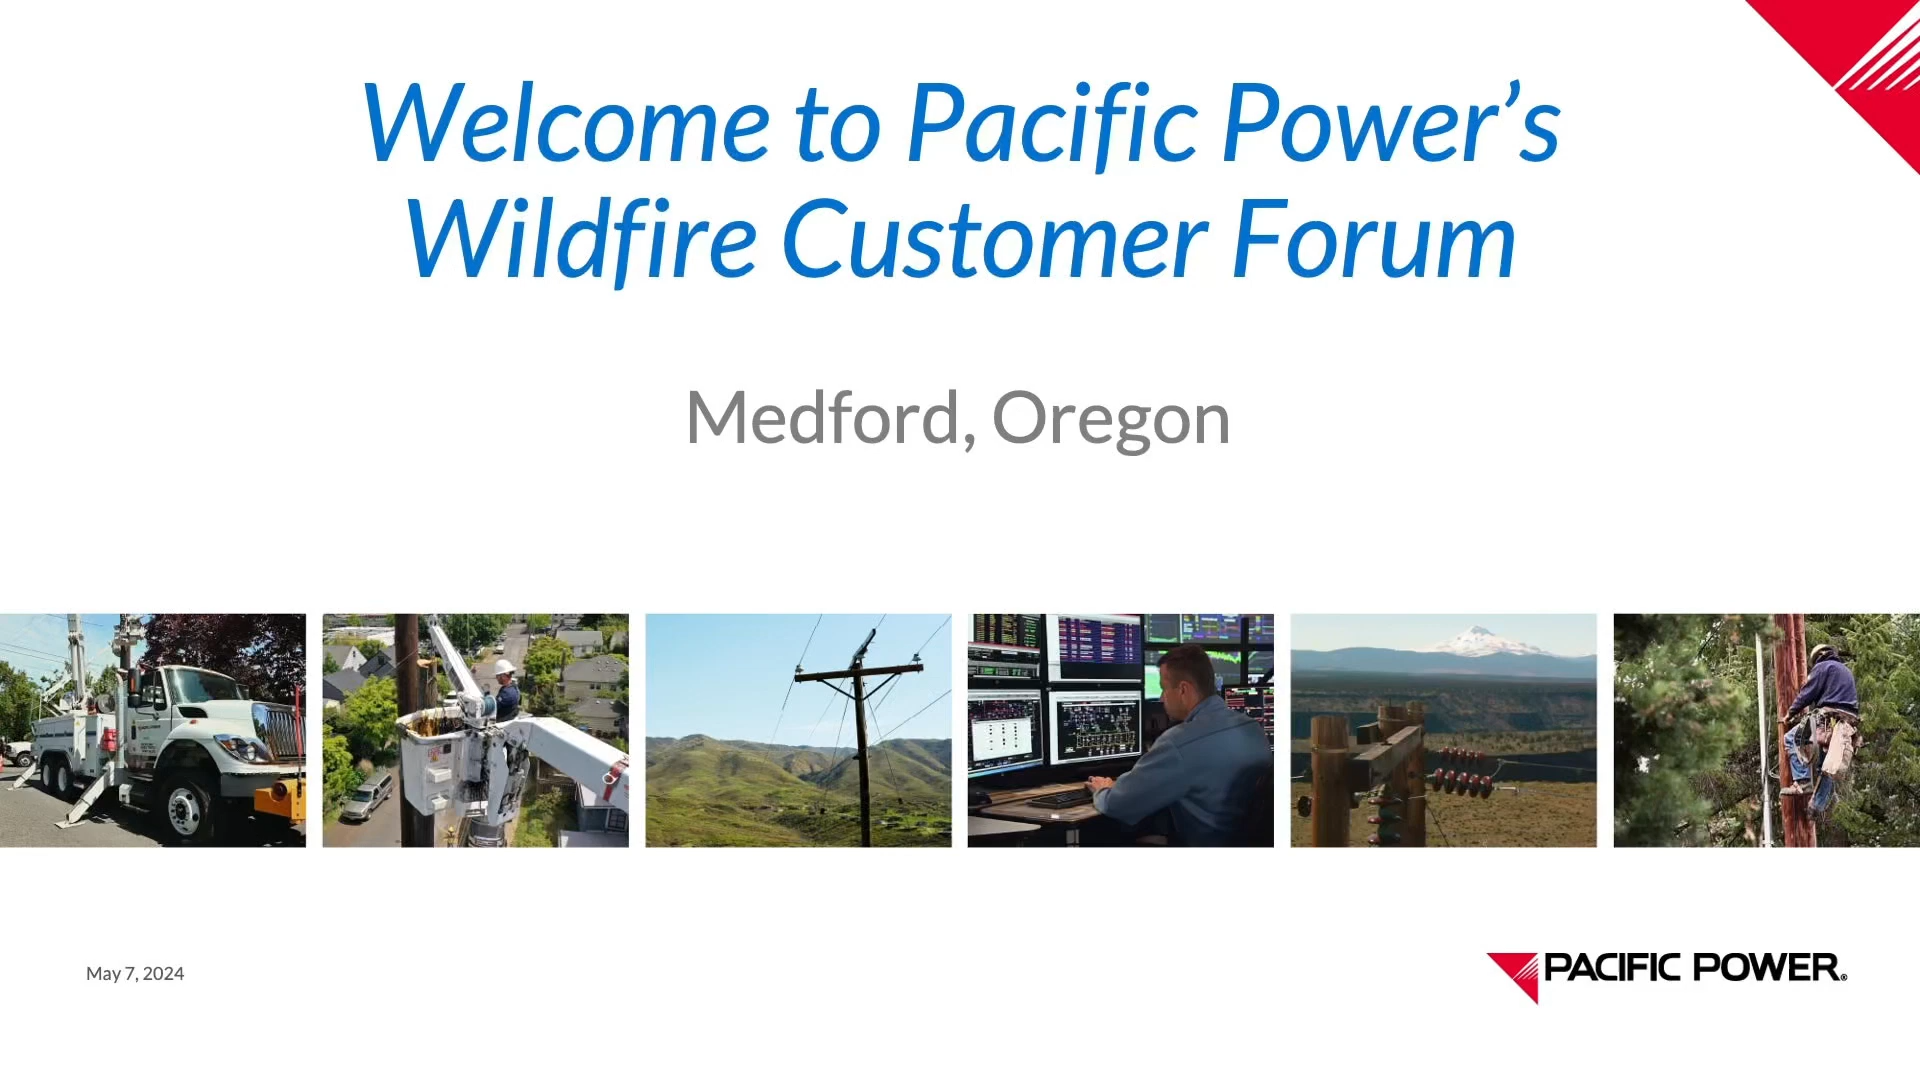 Welcome to Pacific Power’s
Wildfire Customer Forum
Medford, Oregon
May 7, 2024
PACIFIC POWER®